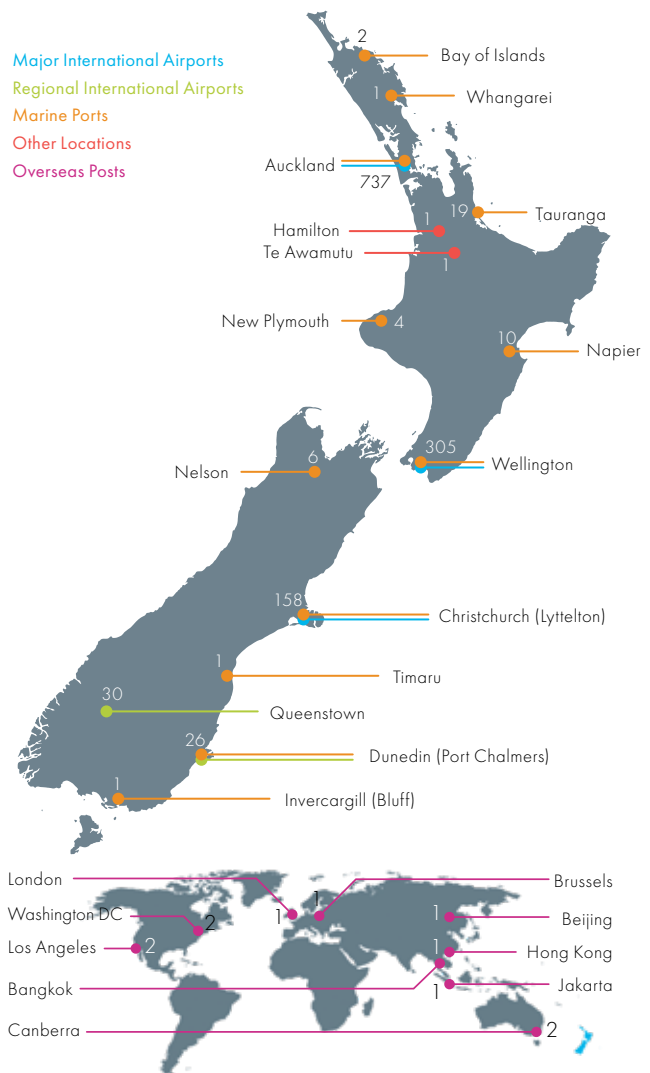 Major International Airports
Regional International Airports
Marine Ports
Other Locations
Overseas Posts
2
Bay of Islands
1
Whangarei
Auckland
737
19
Tauranga
Hamilton
1
Te Awamutu
1
New Plymouth
4
10
Napier
305
Wellington
Nelson
6
158
Christchurch (Lyttelton)
1
Timaru
30
Queenstown
26
Dunedin (Port Chalmers)
1
Invercargill (Bluff)
London
1
Brussels
1
Washington DC
2
1
Beijing
Los Angeles
2
1
Hong Kong
Bangkok
1
Jakarta
Canberra
2